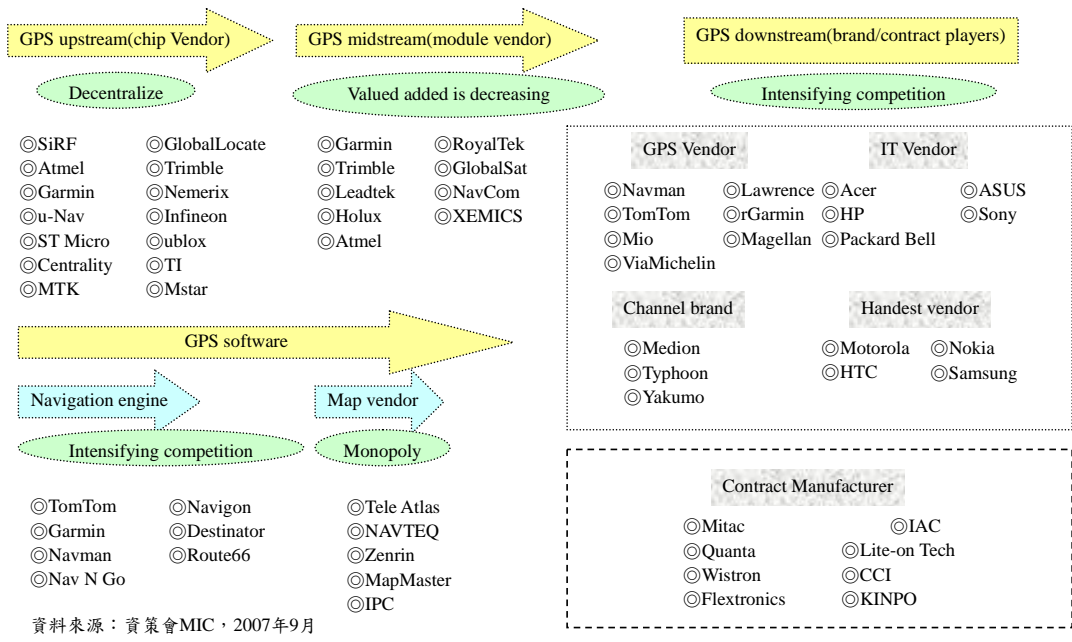 GPS upstream(chip Vendor)
GPS midstream(module vendor)
GPS downstream(brand/contract players)
Decentralize
Valued added is decreasing
Intensifying competition
◎SiRF
◎Atmel
◎Garmin
◎u-Nav
◎ST Micro
◎Centrality
◎MTK
◎GlobalLocate
◎Trimble
◎Nemerix
◎Infineon
◎ublox
◎TI
◎Mstar
◎Garmin
◎Trimble
◎Leadtek
◎Holux
◎Atmel
◎RoyalTek
◎GlobalSat
◎NavCom
◎XEMICS
GPS Vendor
◎Navman
◎TomTom
◎Mio
◎ViaMichelin
◎Lawrence
◎rGarmin
◎Magellan
IT Vendor
◎Acer
◎HP
◎Packard Bell
◎ASUS
◎Sony
Channel brand
◎Medion
◎Typhoon
◎Yakumo
Handest vendor
◎Motorola
◎HTC
◎Nokia
◎Samsung
GPS software
Navigation engine
Map vendor
Intensifying competition
Monopoly
◎TomTom
◎Garmin
◎Navman
◎Nav N Go
◎Navigon
◎Destinator
◎Route66
◎Tele Atlas
◎NAVTEQ
◎Zenrin
◎MapMaster
◎IPC
Contract Manufacturer
◎Mitac
◎Quanta
◎Wistron
◎Flextronics
◎IAC
◎Lite-on Tech
◎CCI
◎KINPO
資料來源：資策會MIC，2007年9月